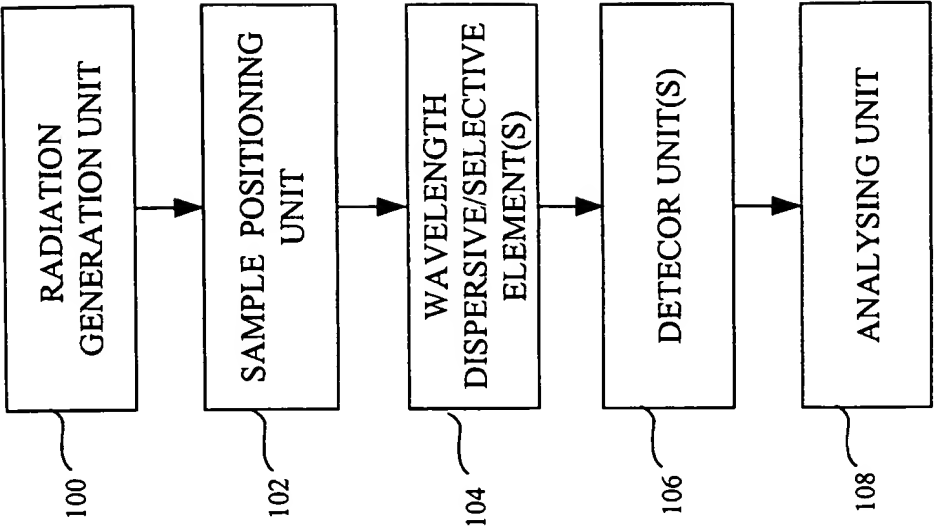 RADIATION
GENERATION UNIT
100
SAMPLE POSITIONING
UNIT
102
WAVELENGTH
DISPERSIVE/SELECTIVE
ELEMENT(S)
104
DETECOR UNIT(S)
106
ANALYSING UNIT
108